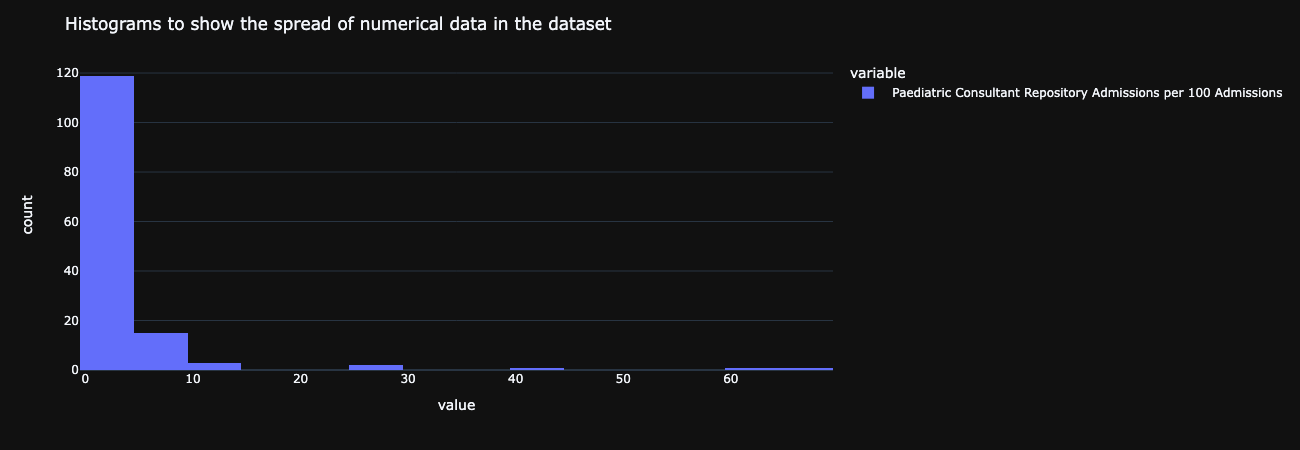 Histograms to show the spread of numerical data in the dataset
variable
Paediatric Consultant Repository Admissions per 100 Admissions
120
100
80
60
40
20
0
count
0 10 20 30 40 50 60
value